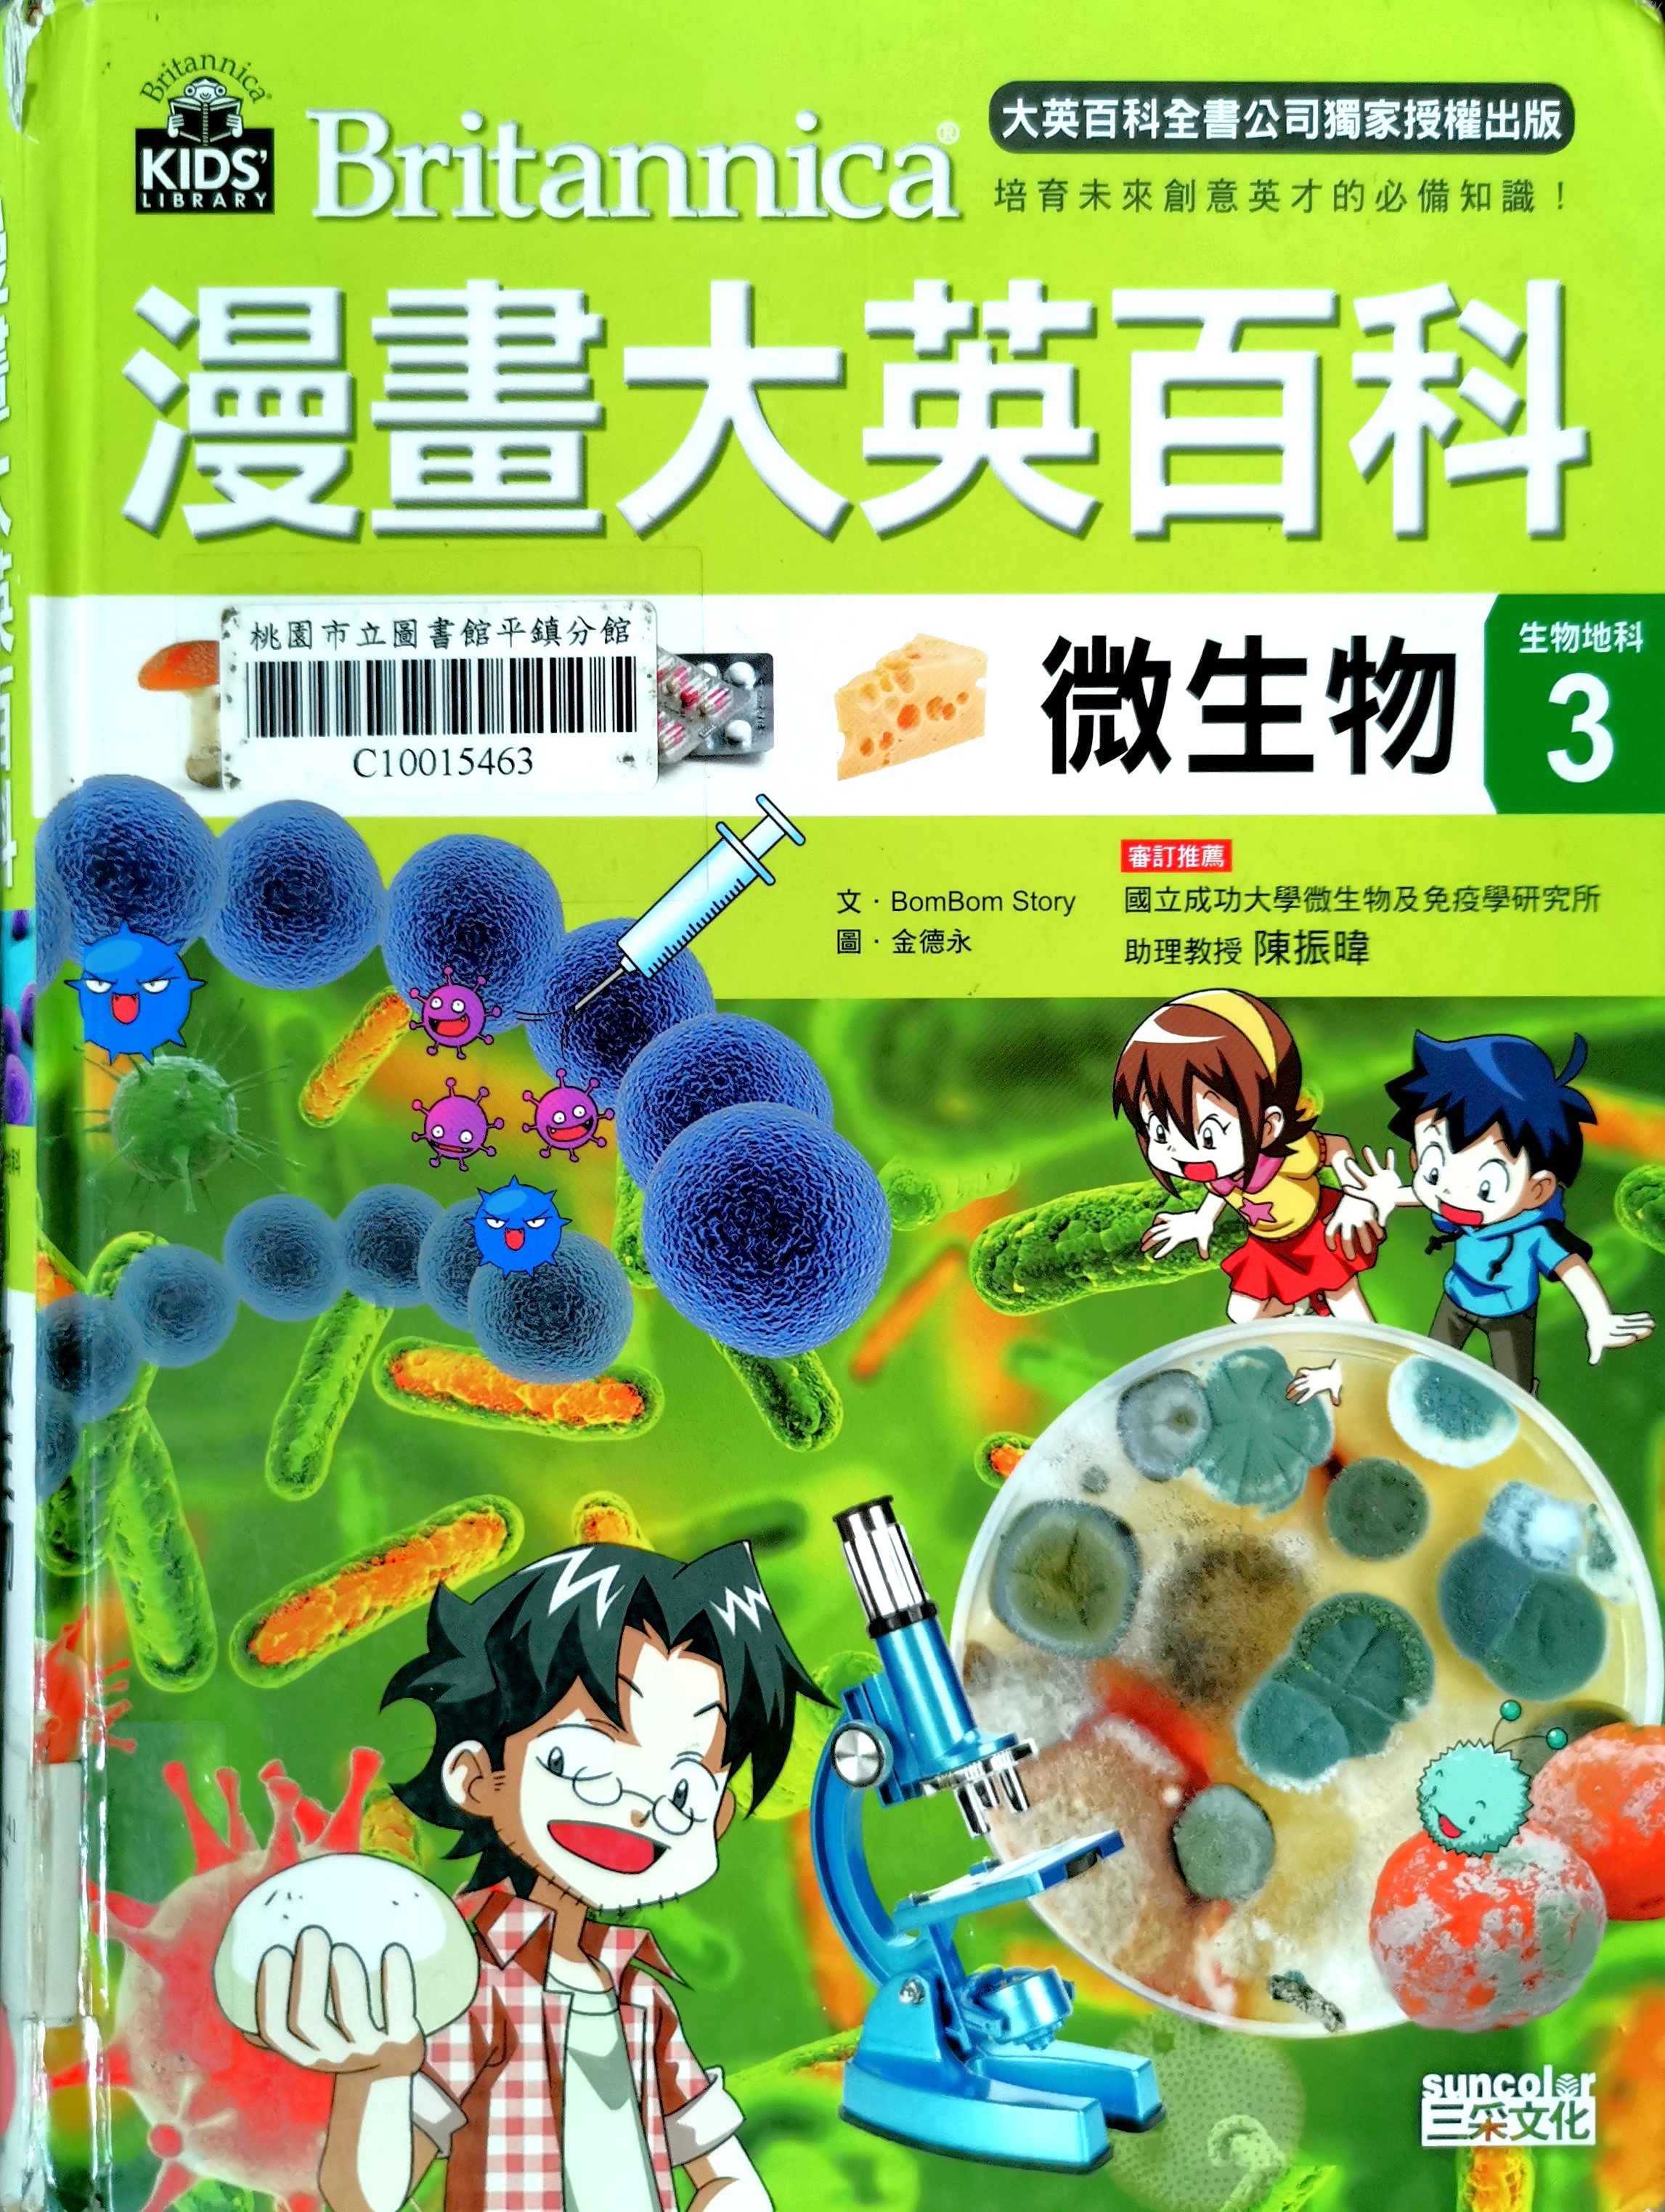 Britannica
KIDS'
LIBRARY
Britannica®
大英百科全書公司獨家授權出版
培育未來創意英才的必備知識！
漫畫大英百科
桃園市立圖書館平鎮分館
C10015463
微生物
生物地科
3
文·BomBom Story
圖·金德永
審訂推薦
國立成功大學微生物及免疫學研究所
助理教授 陳振暐
suncolor
三采文化